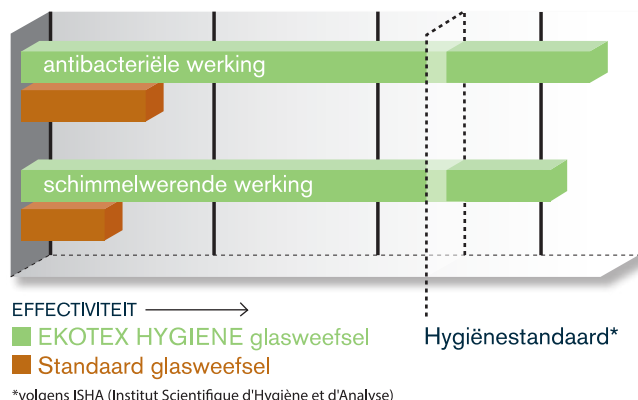 antibacteriële werking
schimmelwerende werking
EFFECTIVITEIT
EKOTEX HYGIENE glasweefsel
Hygiënestandaard*
Standaard glasweefsel
*volgens ISHA (Institut Scientifique d'Hygiène et d'Analyse)